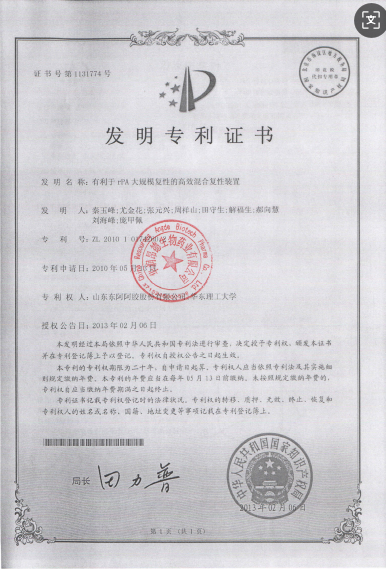 证书号第1131774号
发明专利证书
发 明 名 称：有利于rPA大规模复性的高效混合复性装置
发 明 人：秦玉峰;尤金花;张元兴;周祥山;田守生;解福生;郝向慧
刘海峰;庞甲佩
专 利 号：ZL 2010 1 0
专利申请日：2010年05月
专 利 权 人：山东东阿阿胶股份有限公司 华东理工大学
授权公告日：2013年02月06日
本发明经过本局依照中华人民共和国专利法进行审查，决定授予专利权，颁发本证书
并在专利登记簿上予以登记。专利权自授权公告之日起生效。
本专利的专利权期限为二十年，自申请日起算。专利权人应当依照专利法及其实施细
则规定缴纳年费。本专利的年费应当在每年05月13日前缴纳。未按照规定缴纳年费的，
专利权自应当缴纳年费期满之日起终止。
专利证书记载专利权登记时的法律状况。专利权的转移、质押、无效、终止、恢复和
专利权人的姓名或名称、国籍、地址变更等事项记载在专利登记簿上。
局长 田力普
中华人民共和国国家知识产权局
2013年02月06日
第1页（共1页）